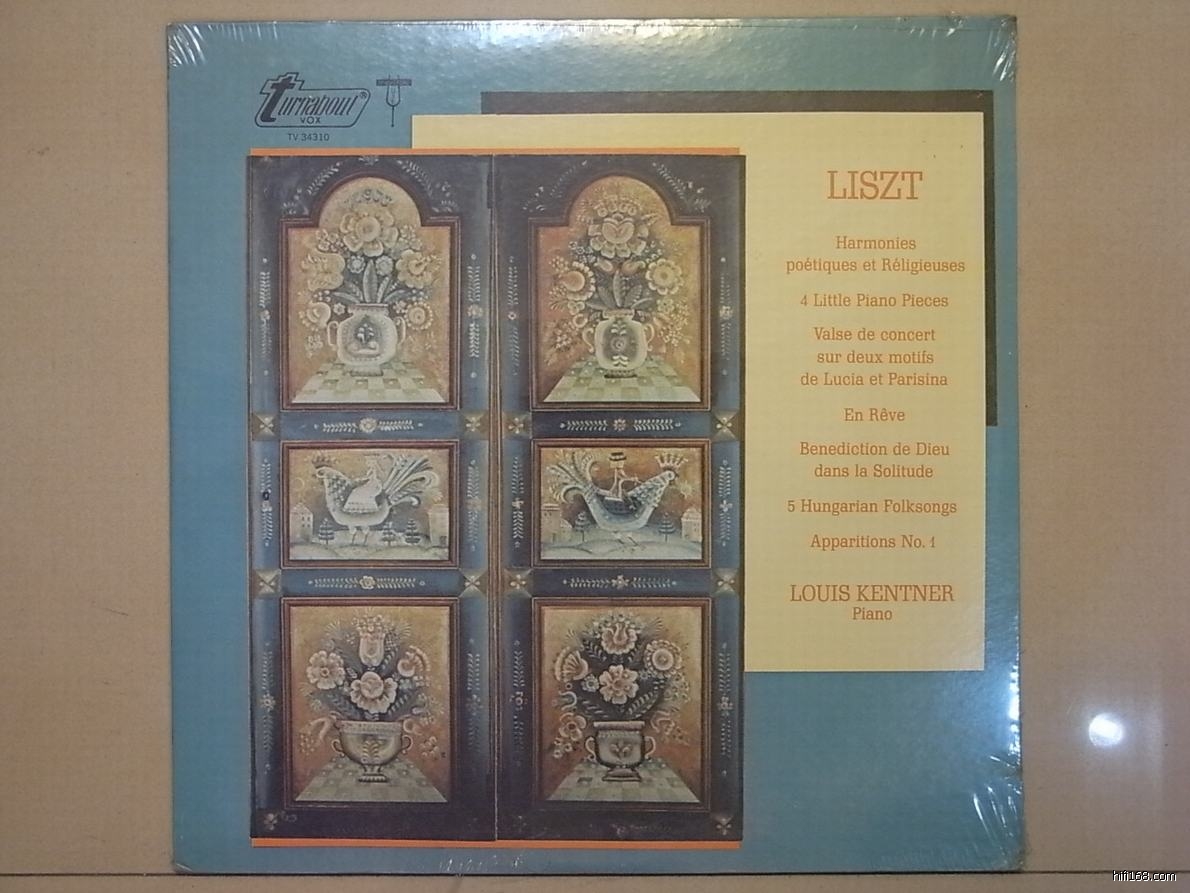 turnabout®
VOX
TV 34310
LISZT
Harmonies
poétiques et Réligieuses
4 Little Piano Pieces
Valse de concert
sur deux motifs
de Lucia et Parisina
En Rêve
Benediction de Dieu
dans la Solitude
5 Hungarian Folksongs
Apparitions No. 1
LOUIS KENTNER
Piano
hifi168.com